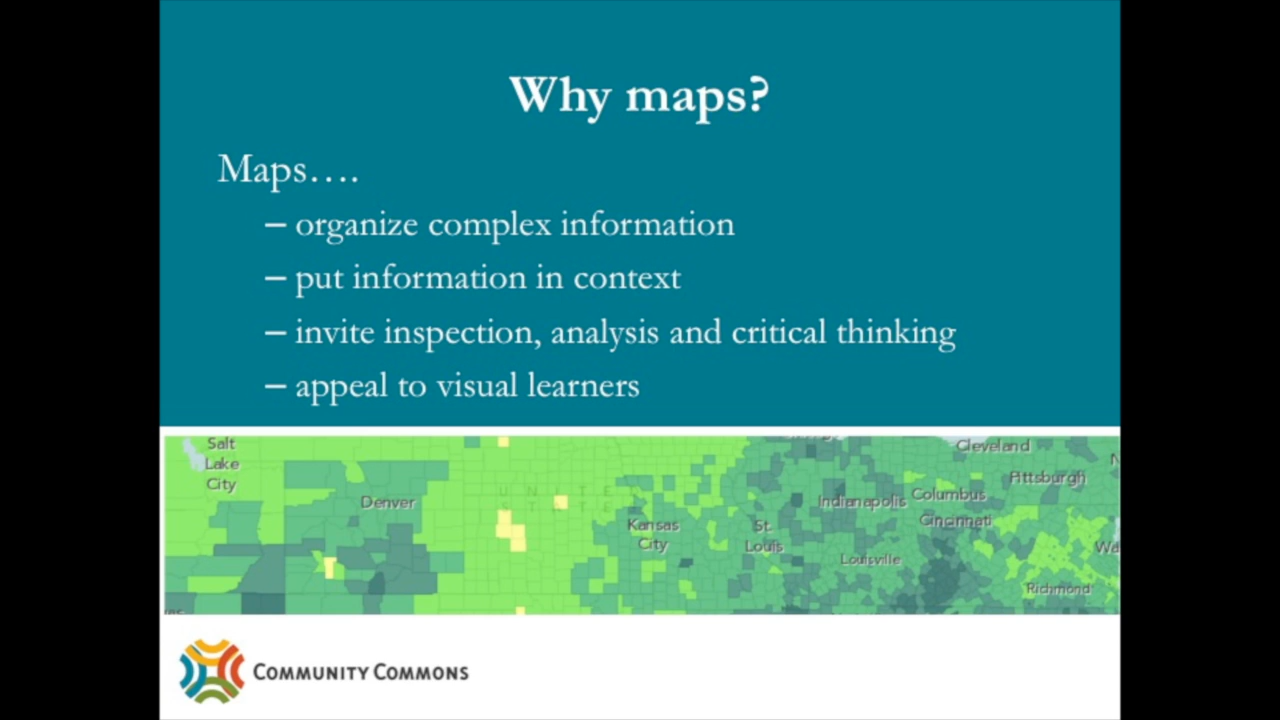 Why maps?
Maps….
– organize complex information
– put information in context
– invite inspection, analysis and critical thinking
– appeal to visual learners
Salt
Lake
City
Denver
UNITE
Kansas
City
St.
Louis
Indianapolis
Columbus
Cincinnati
Louisville
Cleveland
Pittsburgh
Richmond
COMMUNITY COMMONS